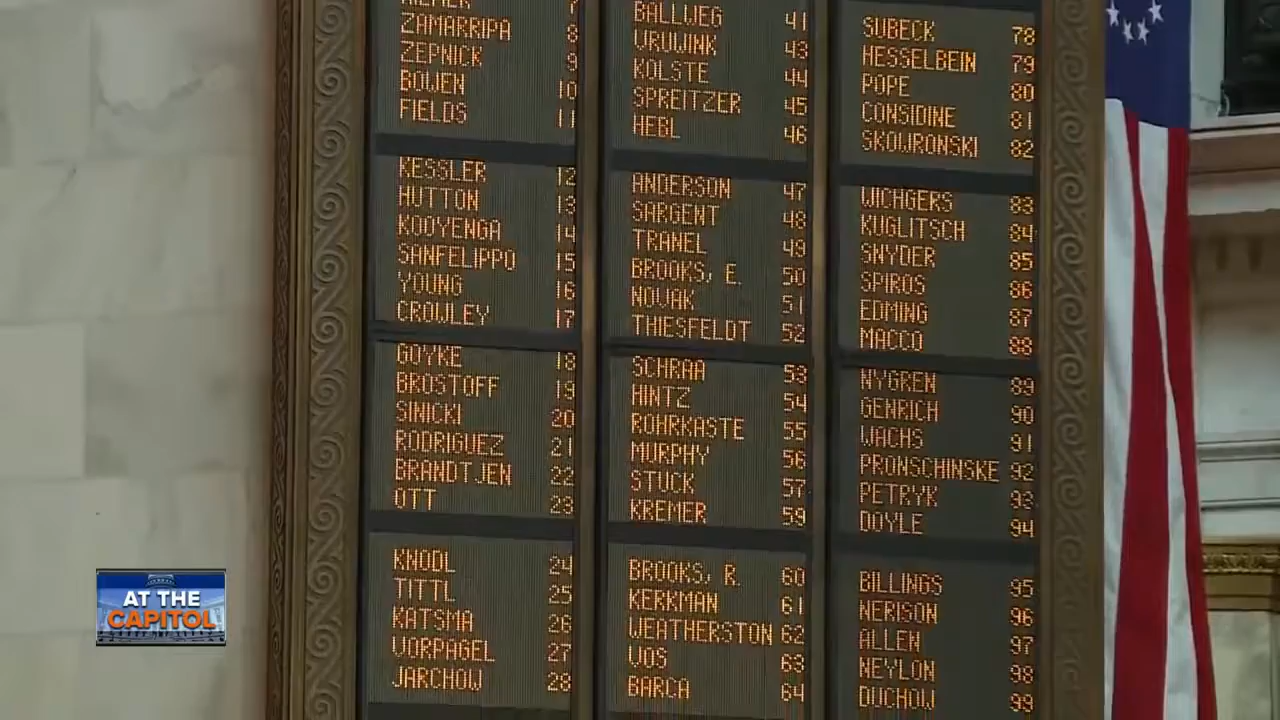 RIEMER 7
ZAMARRIPA 8
ZEPNICK 9
BOWEN 10
FIELDS 11
KESSLER 12
HUTTON 13
KOOYENGA 14
SANFELIPPO 15
YOUNG 16
CROWLEY 17
GOYKE 18
BROSTOFF 19
SINICKI 20
RODRIGUEZ 21
BRANDTJEN 22
OTT 23
KNODL 24
TITTL 25
KATSMA 26
VORPAGEL 27
JARCHOW 28
BALLWEG 41
VRUWINK 43
KOLSTE 44
SPREITZER 45
HEBL 46
ANDERSON 47
SARGENT 48
TRANEL 49
BROOKS, E. 50
NOVAK 51
THIESFELDT 52
SCHRAA 53
HINTZ 54
ROHRKASTE 55
MURPHY 56
STUCK 57
KREMER 59
BROOKS, R. 60
KERKMAN 61
WEATHERSTON 62
VOS 63
BARCA 64
SUBECK 78
HESSELBEIN 79
POPE 80
CONSIDINE 81
SKOWRONSKI 82
WICHGERS 83
KUGLITSCH 84
SNYDER 85
SPIROS 86
EDMING 87
MACCO 88
NYGREN 89
GENRICH 90
WACHS 91
PRONSCHINSKE 92
PETRYK 93
DOYLE 94
BILLINGS 95
NERISON 96
ALLEN 97
NEYLON 98
DUCHOW 99
AT THE
CAPITOL